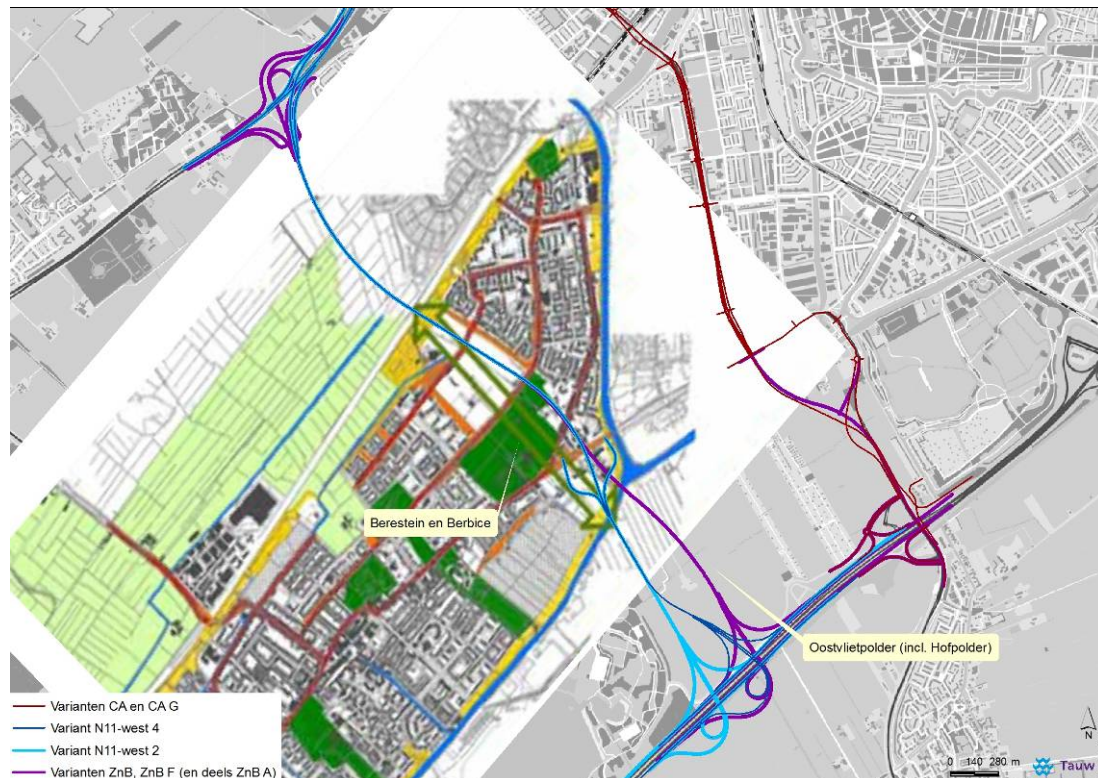 Berestein en Berbice
Oostvlietpolder (incl. Hofpolder)
Varianten CA en CA G
Variant N11-west 4
Variant N11-west 2
Varianten ZnB, ZnB F (en deels ZnB A)
N
0 140 280 m
Tauw